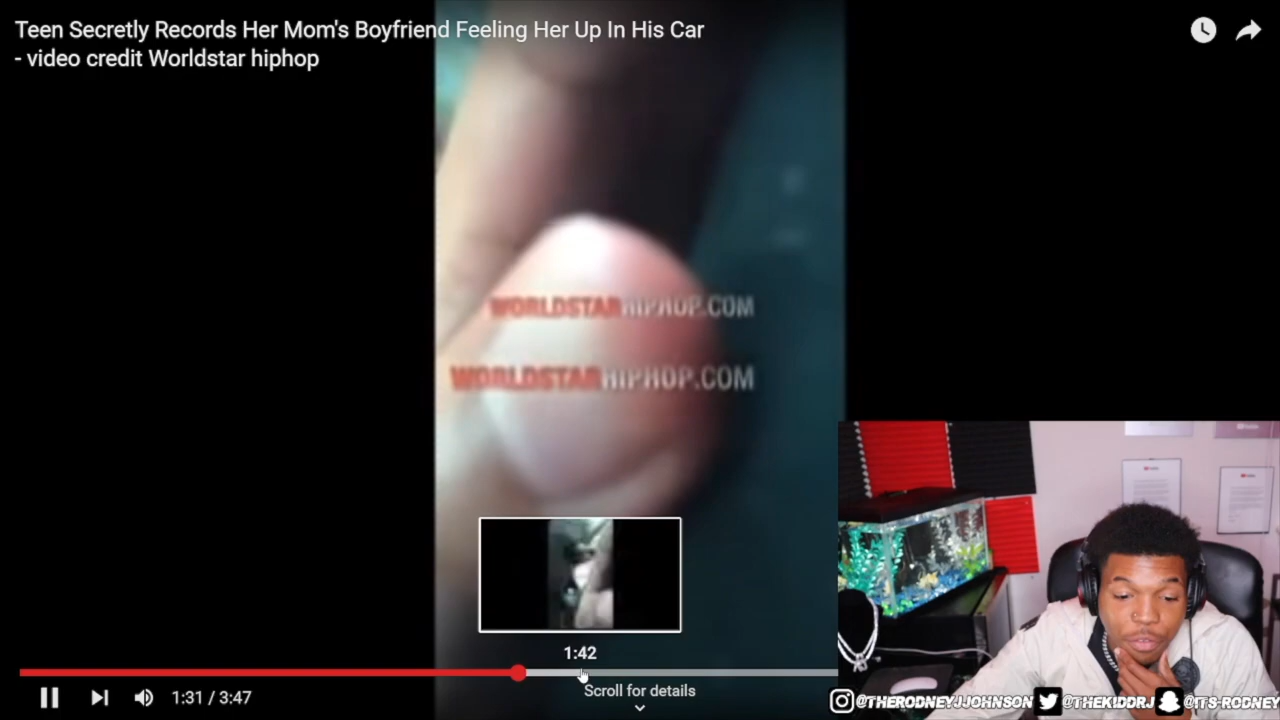 Teen Secretly Records Her Mom's Boyfriend Feeling Her Up In His Car
- video credit Worldstar hiphop
WORLDSTARHIPHOP.COM
WORLDSTARHIPHOP.COM
1:42
1:31 / 3:47
Scroll for details
@THERODNEYJJOHNSON @THEKIDDRJ @ITS-RODNEY